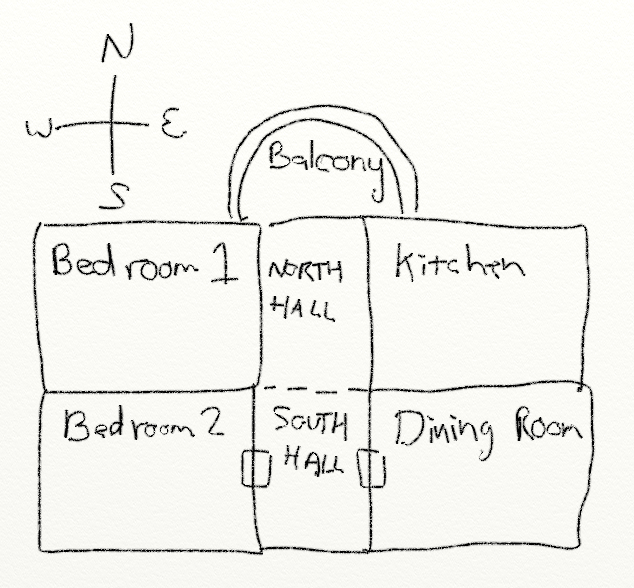 N
W E
S
Balcony
Bedroom 1
NORTH
HALL
Kitchen
Bedroom 2
SOUTH
HALL
Dining Room